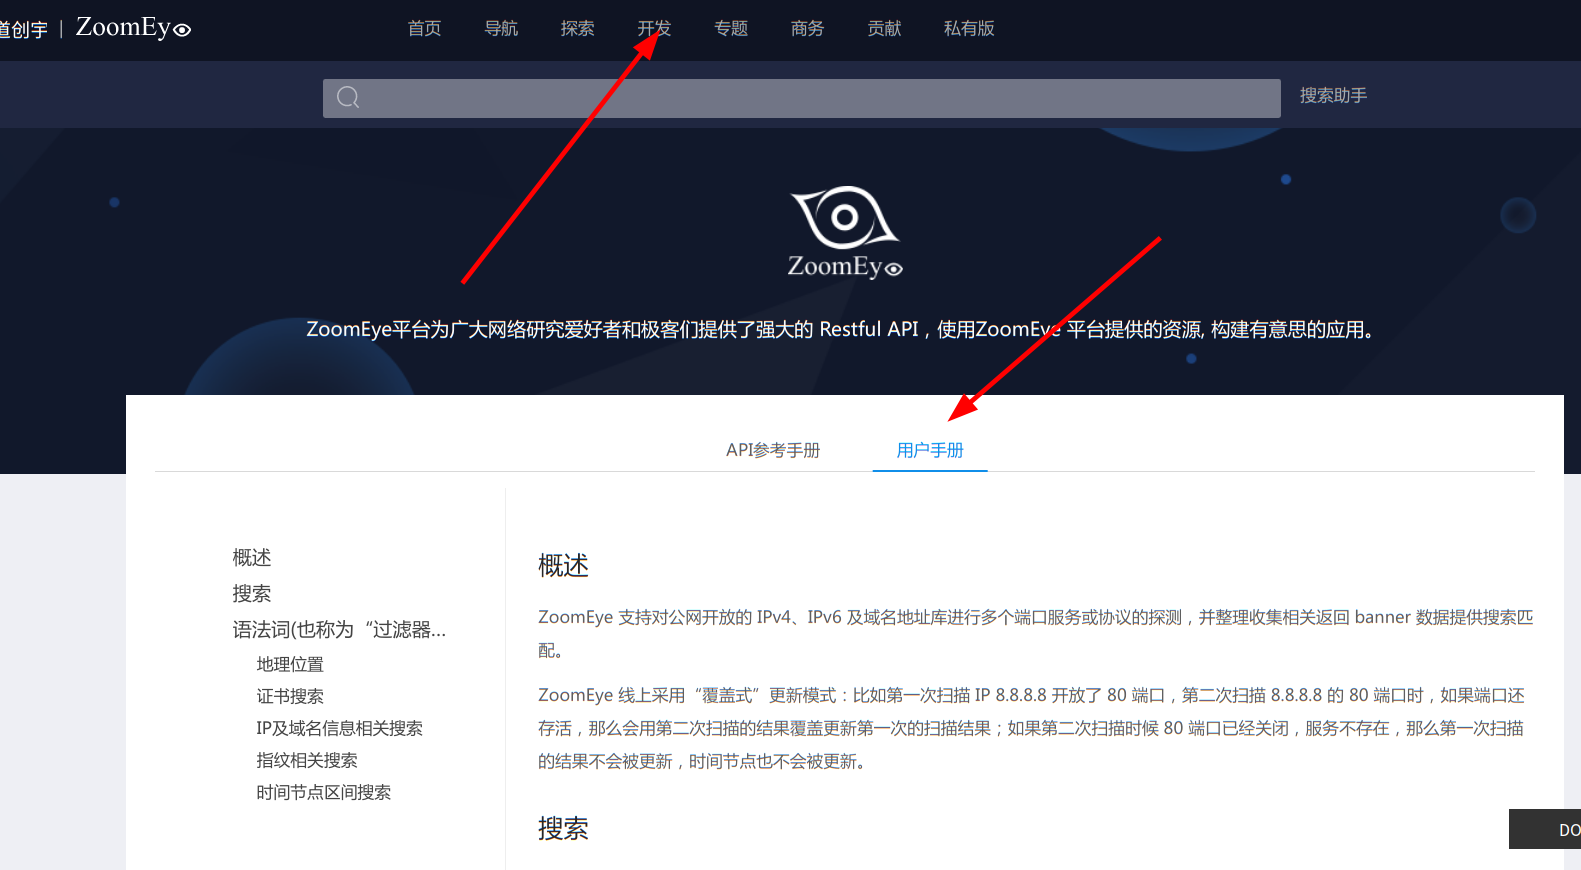 道创宇 | ZoomEye
首页 导航 探索 开发 专题 商务 贡献 私有版
搜索助手
ZoomEye
ZoomEye平台为广大网络研究爱好者和极客们提供了强大的 Restful API，使用ZoomEye 平台提供的资源, 构建有意思的应用。
API参考手册 用户手册
概述
搜索
语法词(也称为“过滤器...
地理位置
证书搜索
IP及域名信息相关搜索
指纹相关搜索
时间节点区间搜索
概述
ZoomEye 支持对公网开放的 IPv4、IPv6 及域名地址库进行多个端口服务或协议的探测，并整理收集相关返回 banner 数据提供搜索匹
配。
ZoomEye 线上采用“覆盖式”更新模式：比如第一次扫描 IP 8.8.8.8 开放了 80 端口，第二次扫描 8.8.8.8 的 80 端口时，如果端口还
存活，那么会用第二次扫描的结果覆盖更新第一次的扫描结果；如果第二次扫描时候 80 端口已经关闭，服务不存在，那么第一次扫描
的结果不会被更新，时间节点也不会被更新。
搜索
DO